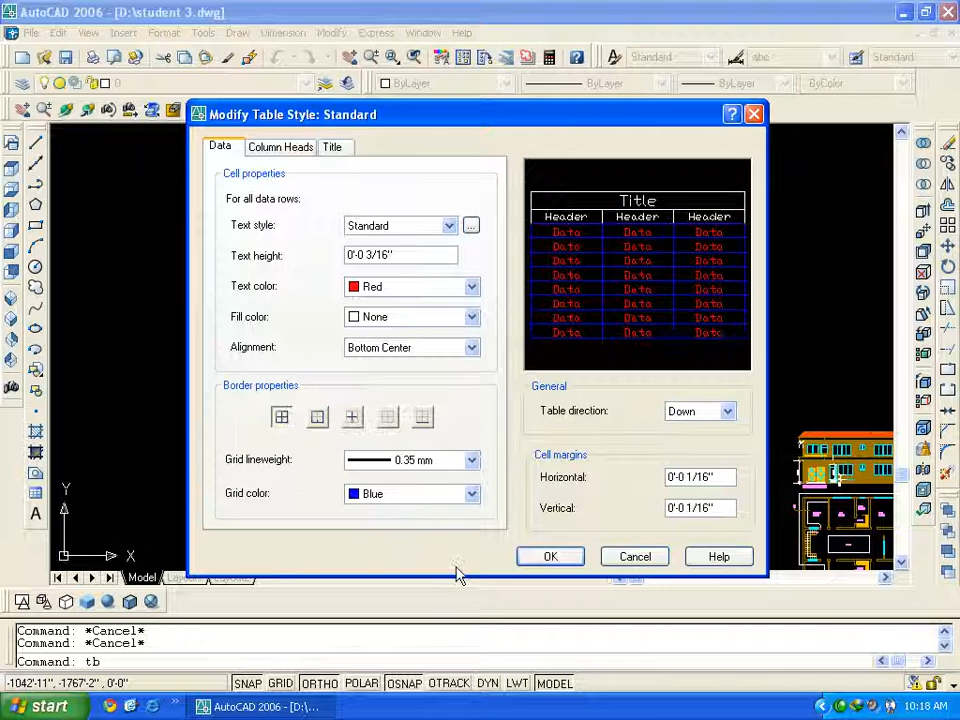 AutoCAD 2006 - [D:\student 3.dwg]
File Edit View Insert Format Tools Draw Dimension Modify Express Window Help
Standard abc Standard
0 ByLayer ByLayer ByLayer ByColor
Modify Table Style: Standard
Data Column Heads Title
Cell properties
For all data rows:
Text style: Standard ...
Text height: 0'-0 3/16"
Text color: Red
Fill color: None
Alignment: Bottom Center
Border properties
Grid lineweight: 0.35 mm
Grid color: Blue
Title
Header Header Header
Data Data Data
Data Data Data
Data Data Data
Data Data Data
Data Data Data
Data Data Data
Data Data Data
Data Data Data
General
Table direction: Down
Cell margins
Horizontal: 0'-0 1/16"
Vertical: 0'-0 1/16"
OK Cancel Help
Y
X
A
Model
Command: *Cancel*
Command: *Cancel*
Command: tb
-1042'-11", -1767'-2", 0'-0" SNAP GRID ORTHO POLAR OSNAP OTRACK DYN LWT MODEL
start AutoCAD 2006 - [D:\... 10:18 AM